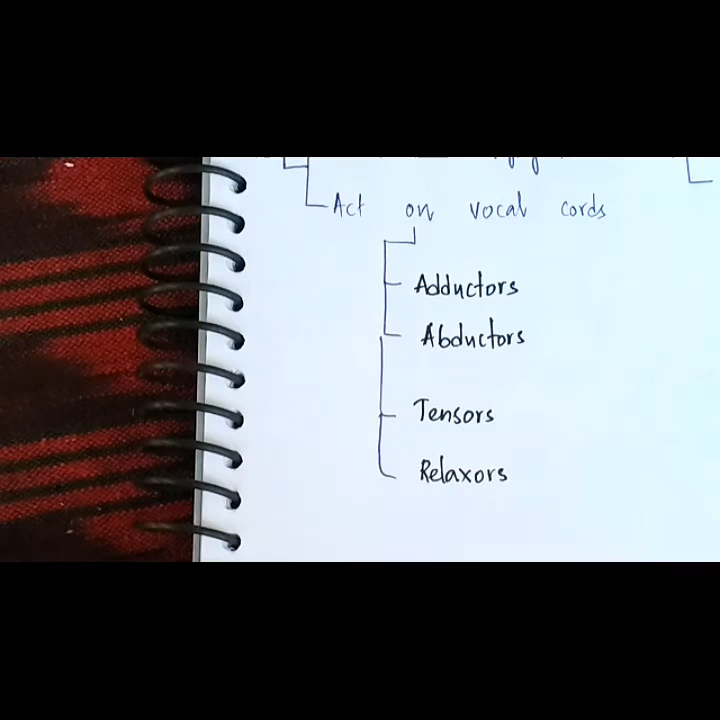 Act on vocal cords
Adductors
Abductors
Tensors
Relaxors